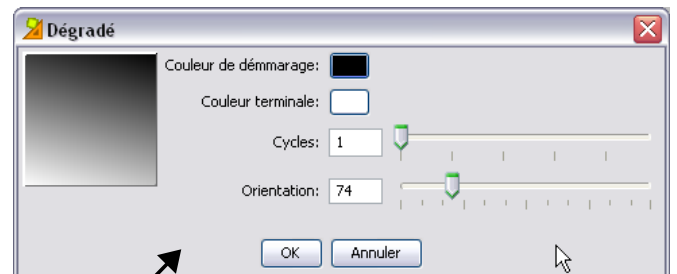 Dégradé
Couleur de démmarage:
Couleur terminale:
Cycles: 1
Orientation: 74
OK Annuler